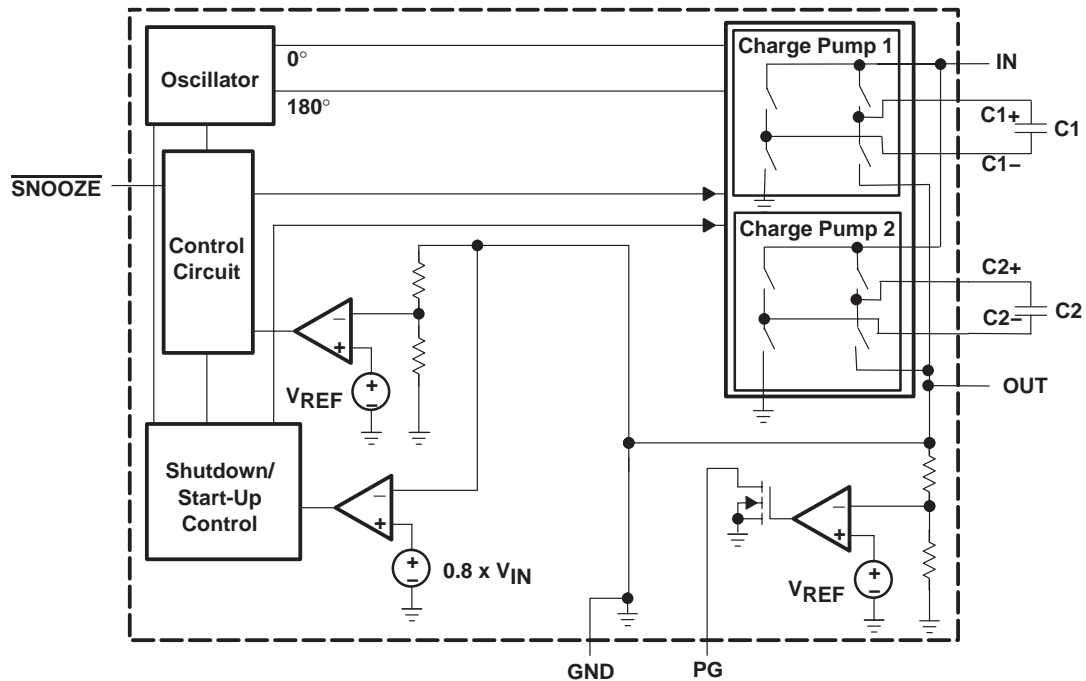 Oscillator
0°
180°
Charge Pump 1
IN
C1+
C1
C1−
SNOOZE
Control
Circuit
Charge Pump 2
C2+
C2
C2−
OUT
−
+
VREF
+
−
Shutdown/
Start-Up
Control
−
+
+
−
0.8 x VIN
−
+
VREF
+
−
GND
PG